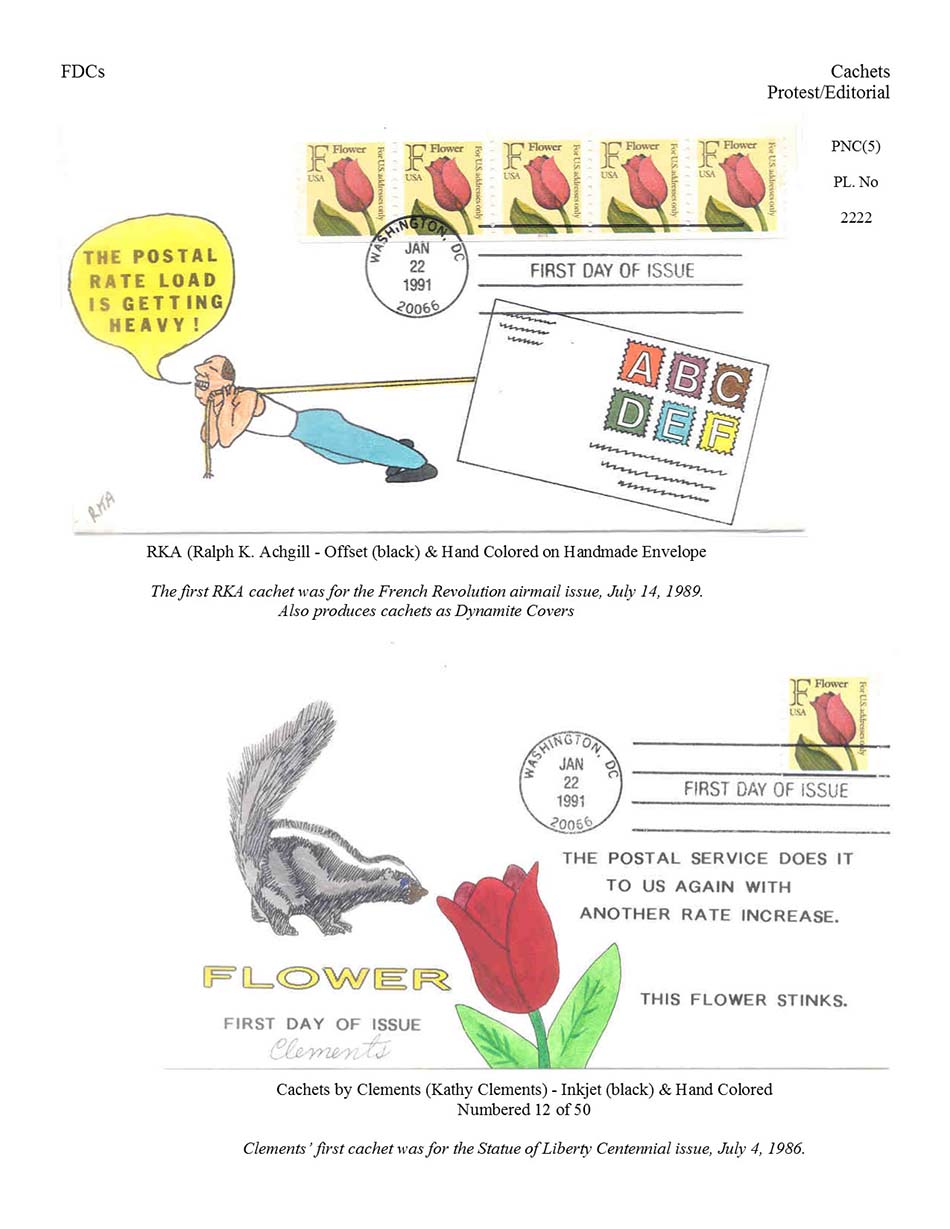 FDCs
Cachets
Protest/Editorial
F Flower For U.S. addresses only USA
F Flower For U.S. addresses only USA
F Flower For U.S. addresses only USA
F Flower For U.S. addresses only USA
F Flower For U.S. addresses only USA
PNC(5)
PL. No
2222
WASHINGTON, DC
JAN
22
1991
20066
FIRST DAY OF ISSUE
THE POSTAL
RATE LOAD
IS GETTING
HEAVY!
A B C
D E F
RKA
RKA (Ralph K. Achgill - Offset (black) & Hand Colored on Handmade Envelope
The first RKA cachet was for the French Revolution airmail issue, July 14, 1989.
Also produces cachets as Dynamite Covers
F Flower For U.S. addresses only USA
WASHINGTON, DC
JAN
22
1991
20066
FIRST DAY OF ISSUE
THE POSTAL SERVICE DOES IT
TO US AGAIN WITH
ANOTHER RATE INCREASE.
FLOWER
THIS FLOWER STINKS.
FIRST DAY OF ISSUE
Clements
Cachets by Clements (Kathy Clements) - Inkjet (black) & Hand Colored
Numbered 12 of 50
Clements' first cachet was for the Statue of Liberty Centennial issue, July 4, 1986.